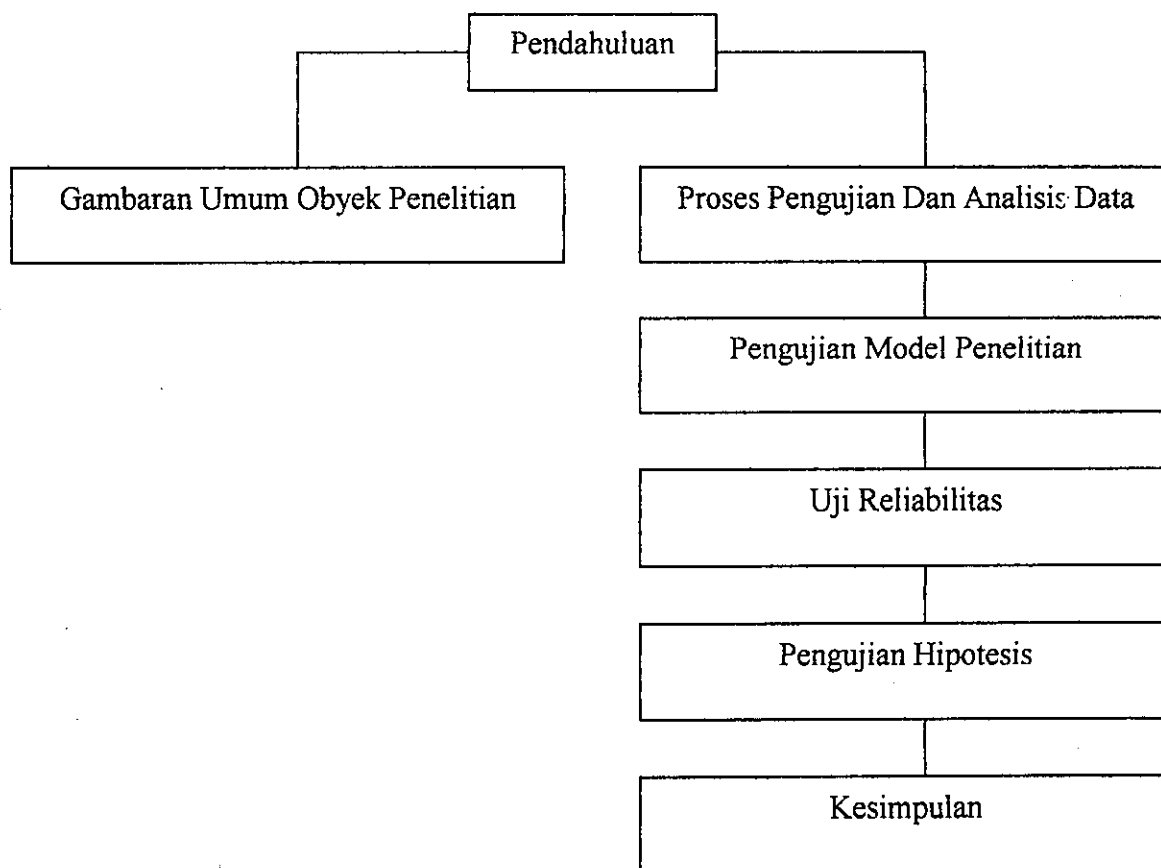 Pendahuluan
Gambaran Umum Obyek Penelitian
Proses Pengujian Dan Analisis Data
Pengujian Model Penelitian
Uji Reliabilitas
Pengujian Hipotesis
Kesimpulan